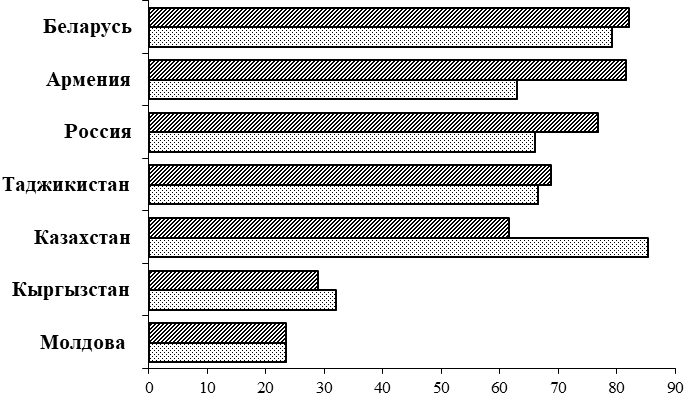 Беларусь
Армения
Россия
Таджикистан
Казахстан
Кыргызстан
Молдова
0 10 20 30 40 50 60 70 80 90